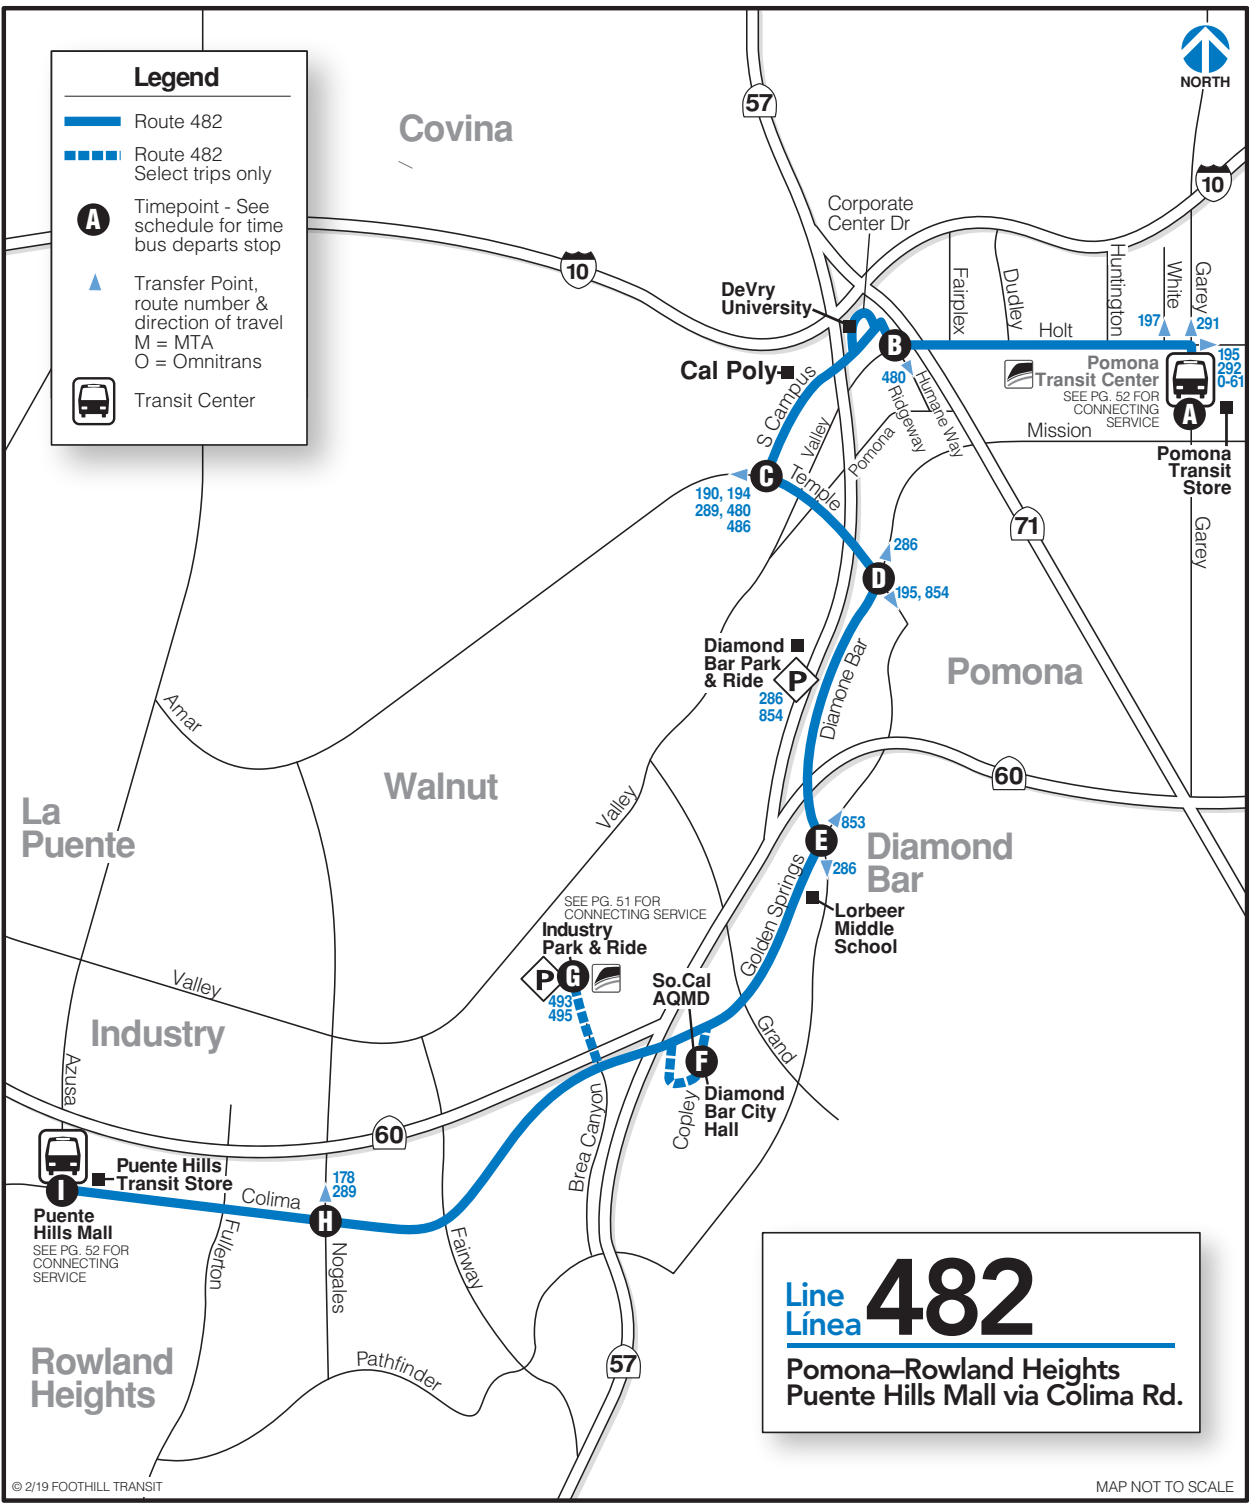 Legend
Route 482
Route 482
Select trips only
A
Timepoint - See
schedule for time
bus departs stop
Transfer Point,
route number &
direction of travel
M = MTA
O = Omnitrans
Transit Center
NORTH
57
Covina
10
10
Corporate
Center Dr
DeVry
University
Fairplex
Dudley
Huntington
White
Garey
197
291
Holt
B
Cal Poly
480
Pomona
Transit Center
SEE PG. 52 FOR
CONNECTING
SERVICE
195
292
0-61
A
Mission
Pomona
Transit
Store
S Campus
Valley
Pomona
Ridgeway
Humane Way
C
Temple
190, 194
289, 480
486
71
Garey
286
D
195, 854
Diamond
Bar Park
& Ride
P
286
854
Diamone Bar
Pomona
Amar
Walnut
60
La
Puente
Valley
853
E
286
Diamond
Bar
Golden Springs
Lorbeer
Middle
School
SEE PG. 51 FOR
CONNECTING SERVICE
Industry
Park & Ride
P
G
493
495
So.Cal
AQMD
Valley
Industry
Grand
Azusa
F
Diamond
Bar City
Hall
Copley
Brea Canyon
60
Puente Hills
Transit Store
I
Colima
178
289
H
Puente
Hills Mall
SEE PG. 52 FOR
CONNECTING
SERVICE
Fullerton
Nogales
Fairway
Rowland
Heights
Pathfinder
57
Line
Línea
482
Pomona–Rowland Heights
Puente Hills Mall via Colima Rd.
© 2/19 FOOTHILL TRANSIT
MAP NOT TO SCALE